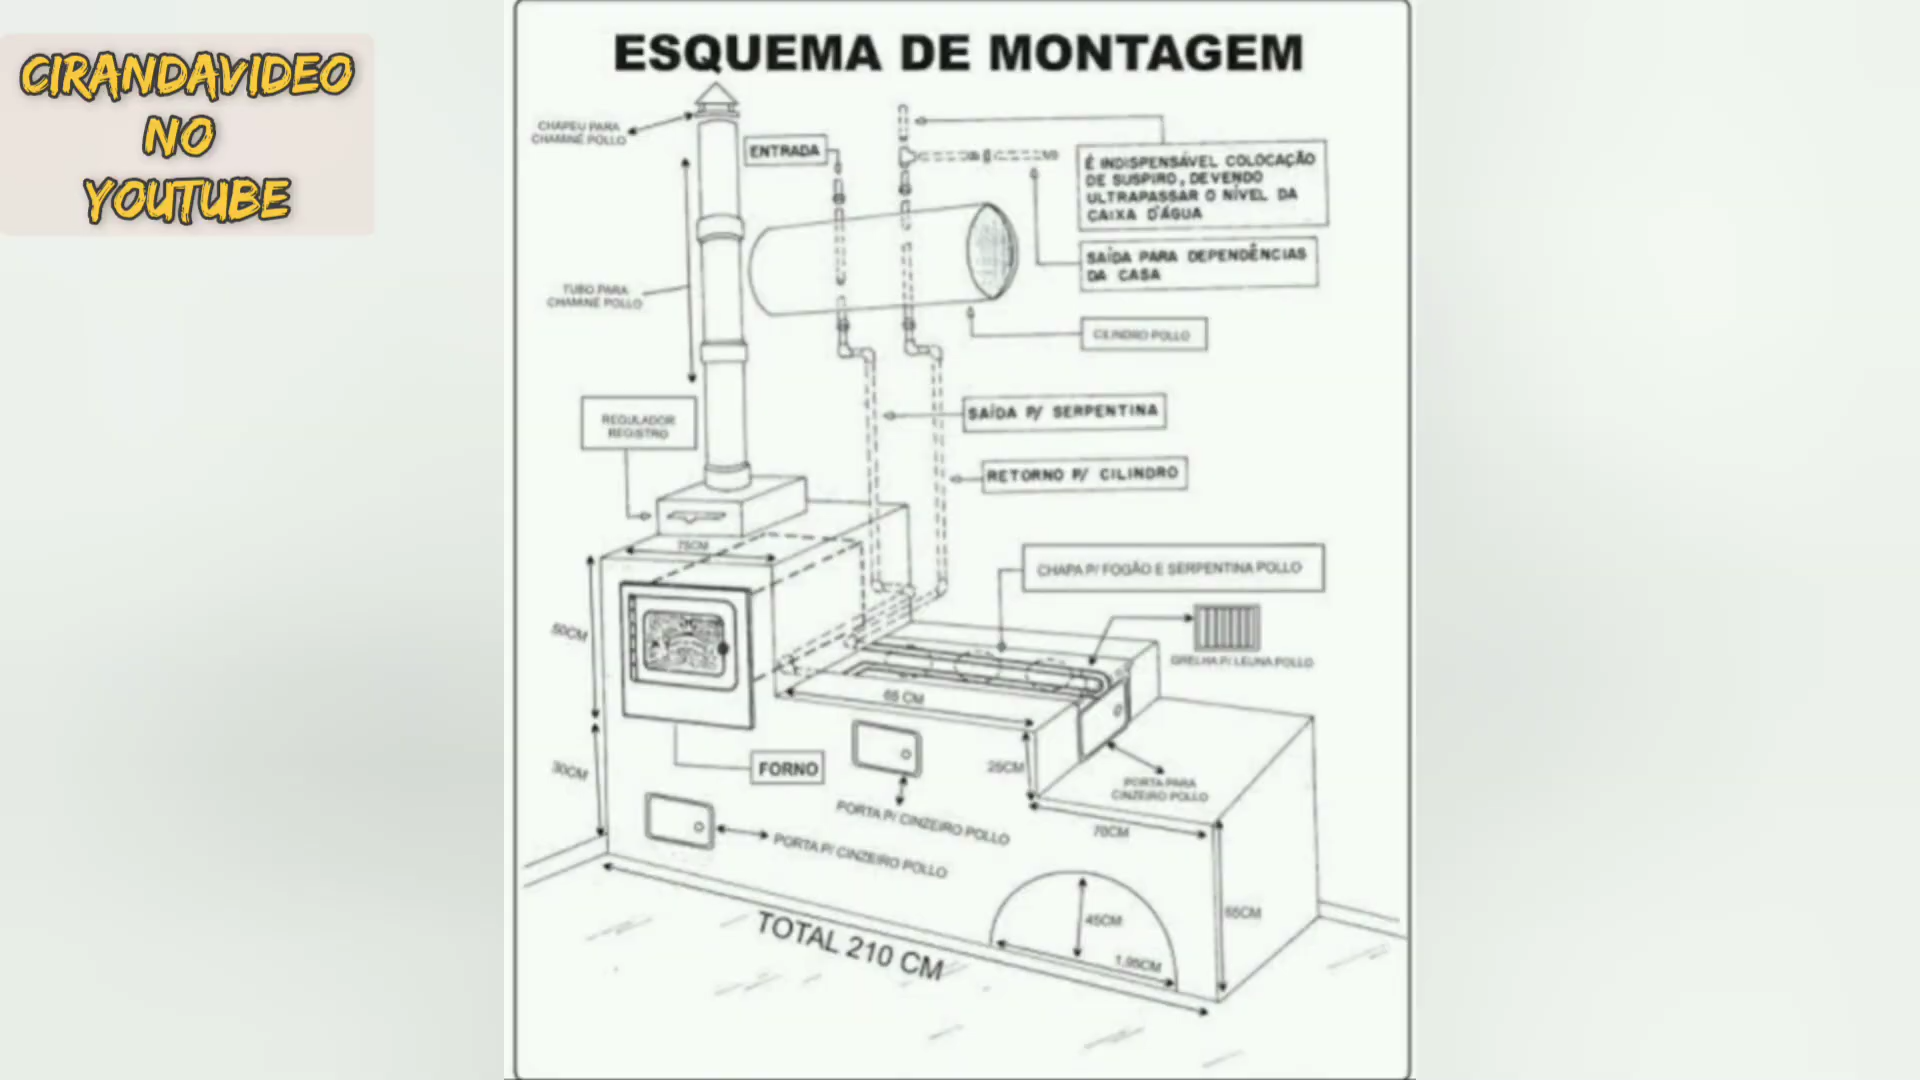 CIRANDAVIDEO
NO
YOUTUBE
ESQUEMA DE MONTAGEM
CHAPEU PARA
CHAMINÉ POLLO
ENTRADA
É INDISPENSÁVEL COLOCAÇÃO
DE SUSPIRO, DEVENDO
ULTRAPASSAR O NÍVEL DA
CAIXA D'ÁGUA
SAÍDA PARA DEPENDÊNCIAS
DA CASA
TUBO PARA
CHAMINÉ POLLO
CILINDRO POLLO
REGULADOR
REGISTRO
SAÍDA P/ SERPENTINA
RETORNO P/ CILINDRO
75CM
CHAPA P/ FOGÃO E SERPENTINA POLLO
50CM
GRELHA P/ LEUNA POLLO
65 CM
FORNO
30CM
25CM
PORTA PARA
CINZEIRO POLLO
PORTA P/ CINZEIRO POLLO
70CM
PORTA P/ CINZEIRO POLLO
45CM
65CM
1,05CM
TOTAL 210 CM